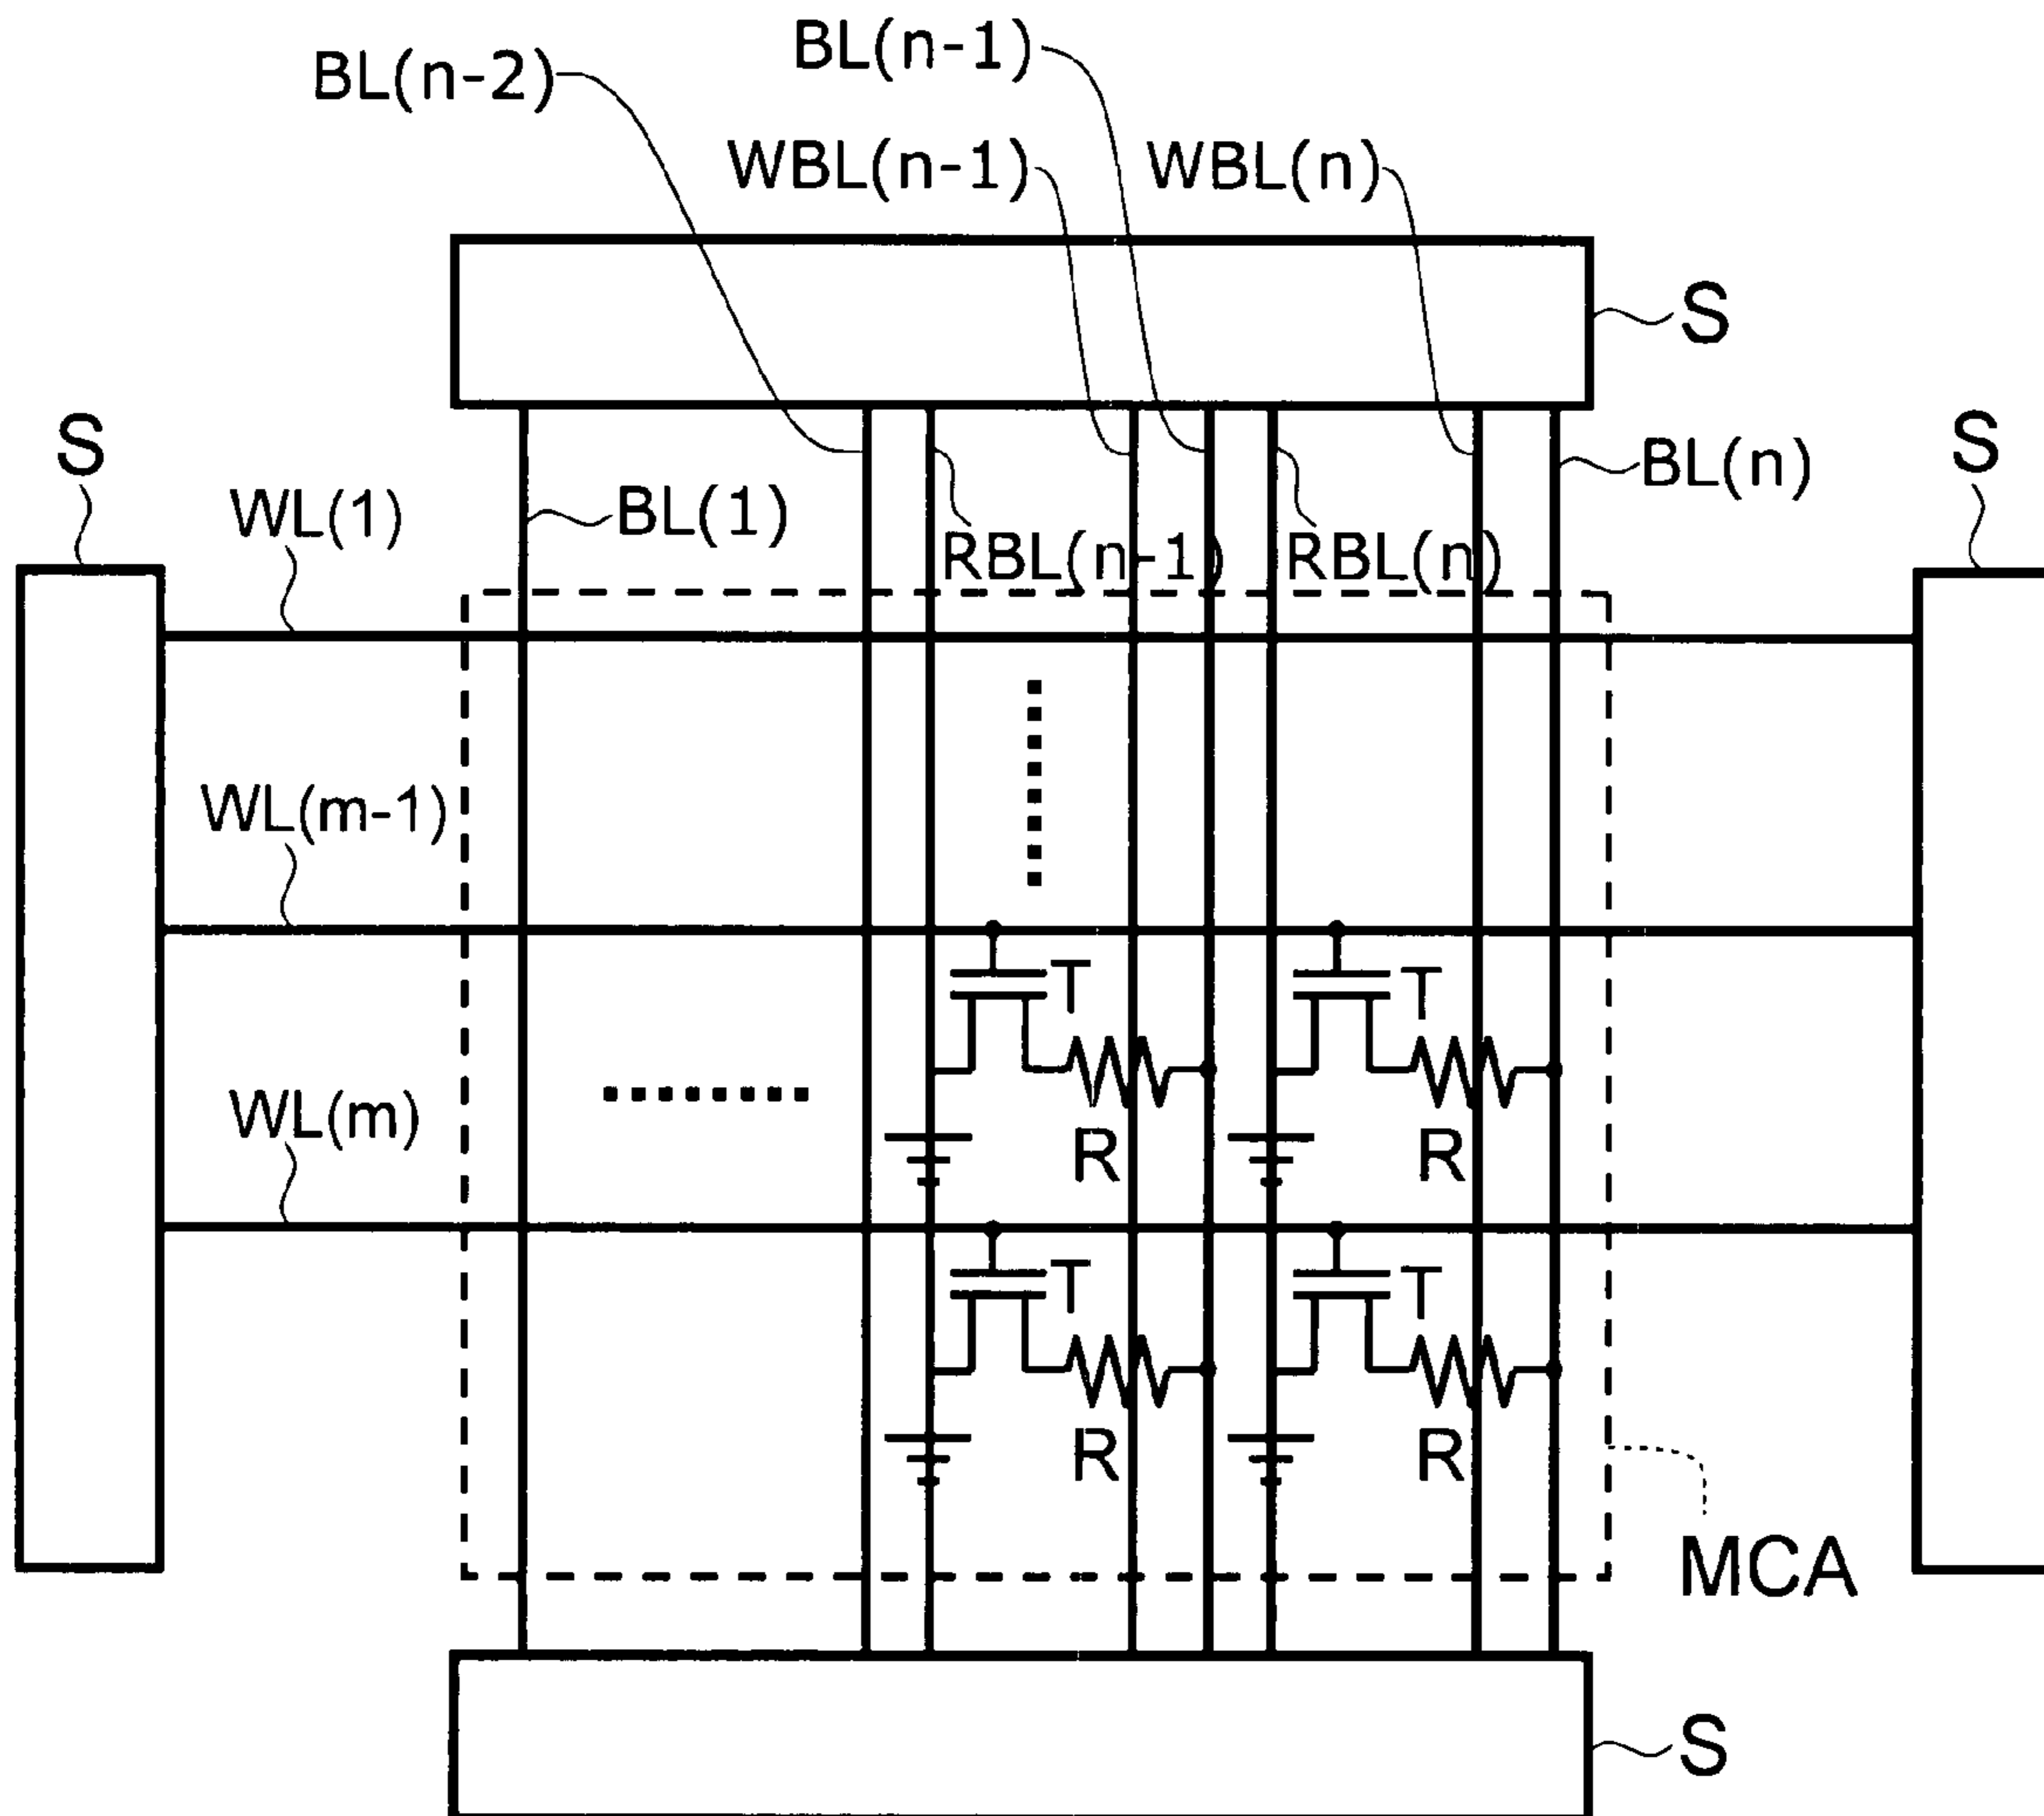 BL(n-1)
BL(n-2)
WBL(n-1)
WBL(n)
S
S
S
BL(n)
WL(1)
BL(1)
RBL(n-1)
RBL(n)
WL(m-1)
T
T
WL(m)
R
R
T
T
R
R
MCA
S